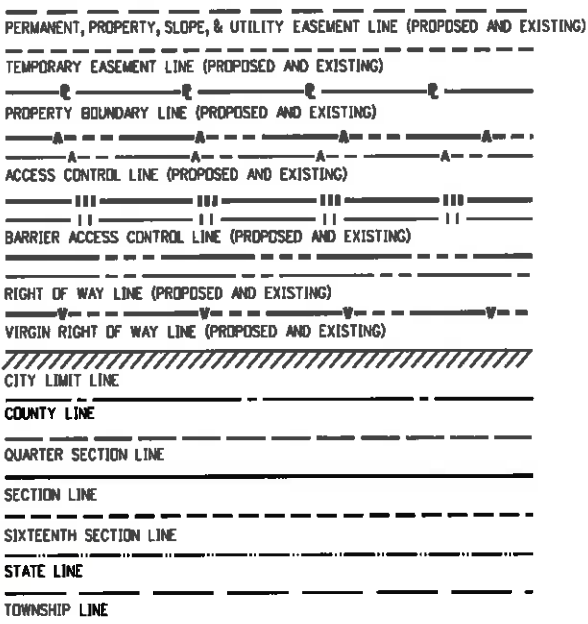 PERMANENT, PROPERTY, SLOPE, & UTILITY EASEMENT LINE (PROPOSED AND EXISTING)
TEMPORARY EASEMENT LINE (PROPOSED AND EXISTING)
PROPERTY BOUNDARY LINE (PROPOSED AND EXISTING)
A A A A
A A A A
ACCESS CONTROL LINE (PROPOSED AND EXISTING)
BARRIER ACCESS CONTROL LINE (PROPOSED AND EXISTING)
RIGHT OF WAY LINE (PROPOSED AND EXISTING)
V V V V
VIRGIN RIGHT OF WAY LINE (PROPOSED AND EXISTING)
CITY LIMIT LINE
COUNTY LINE
QUARTER SECTION LINE
SECTION LINE
SIXTEENTH SECTION LINE
STATE LINE
TOWNSHIP LINE